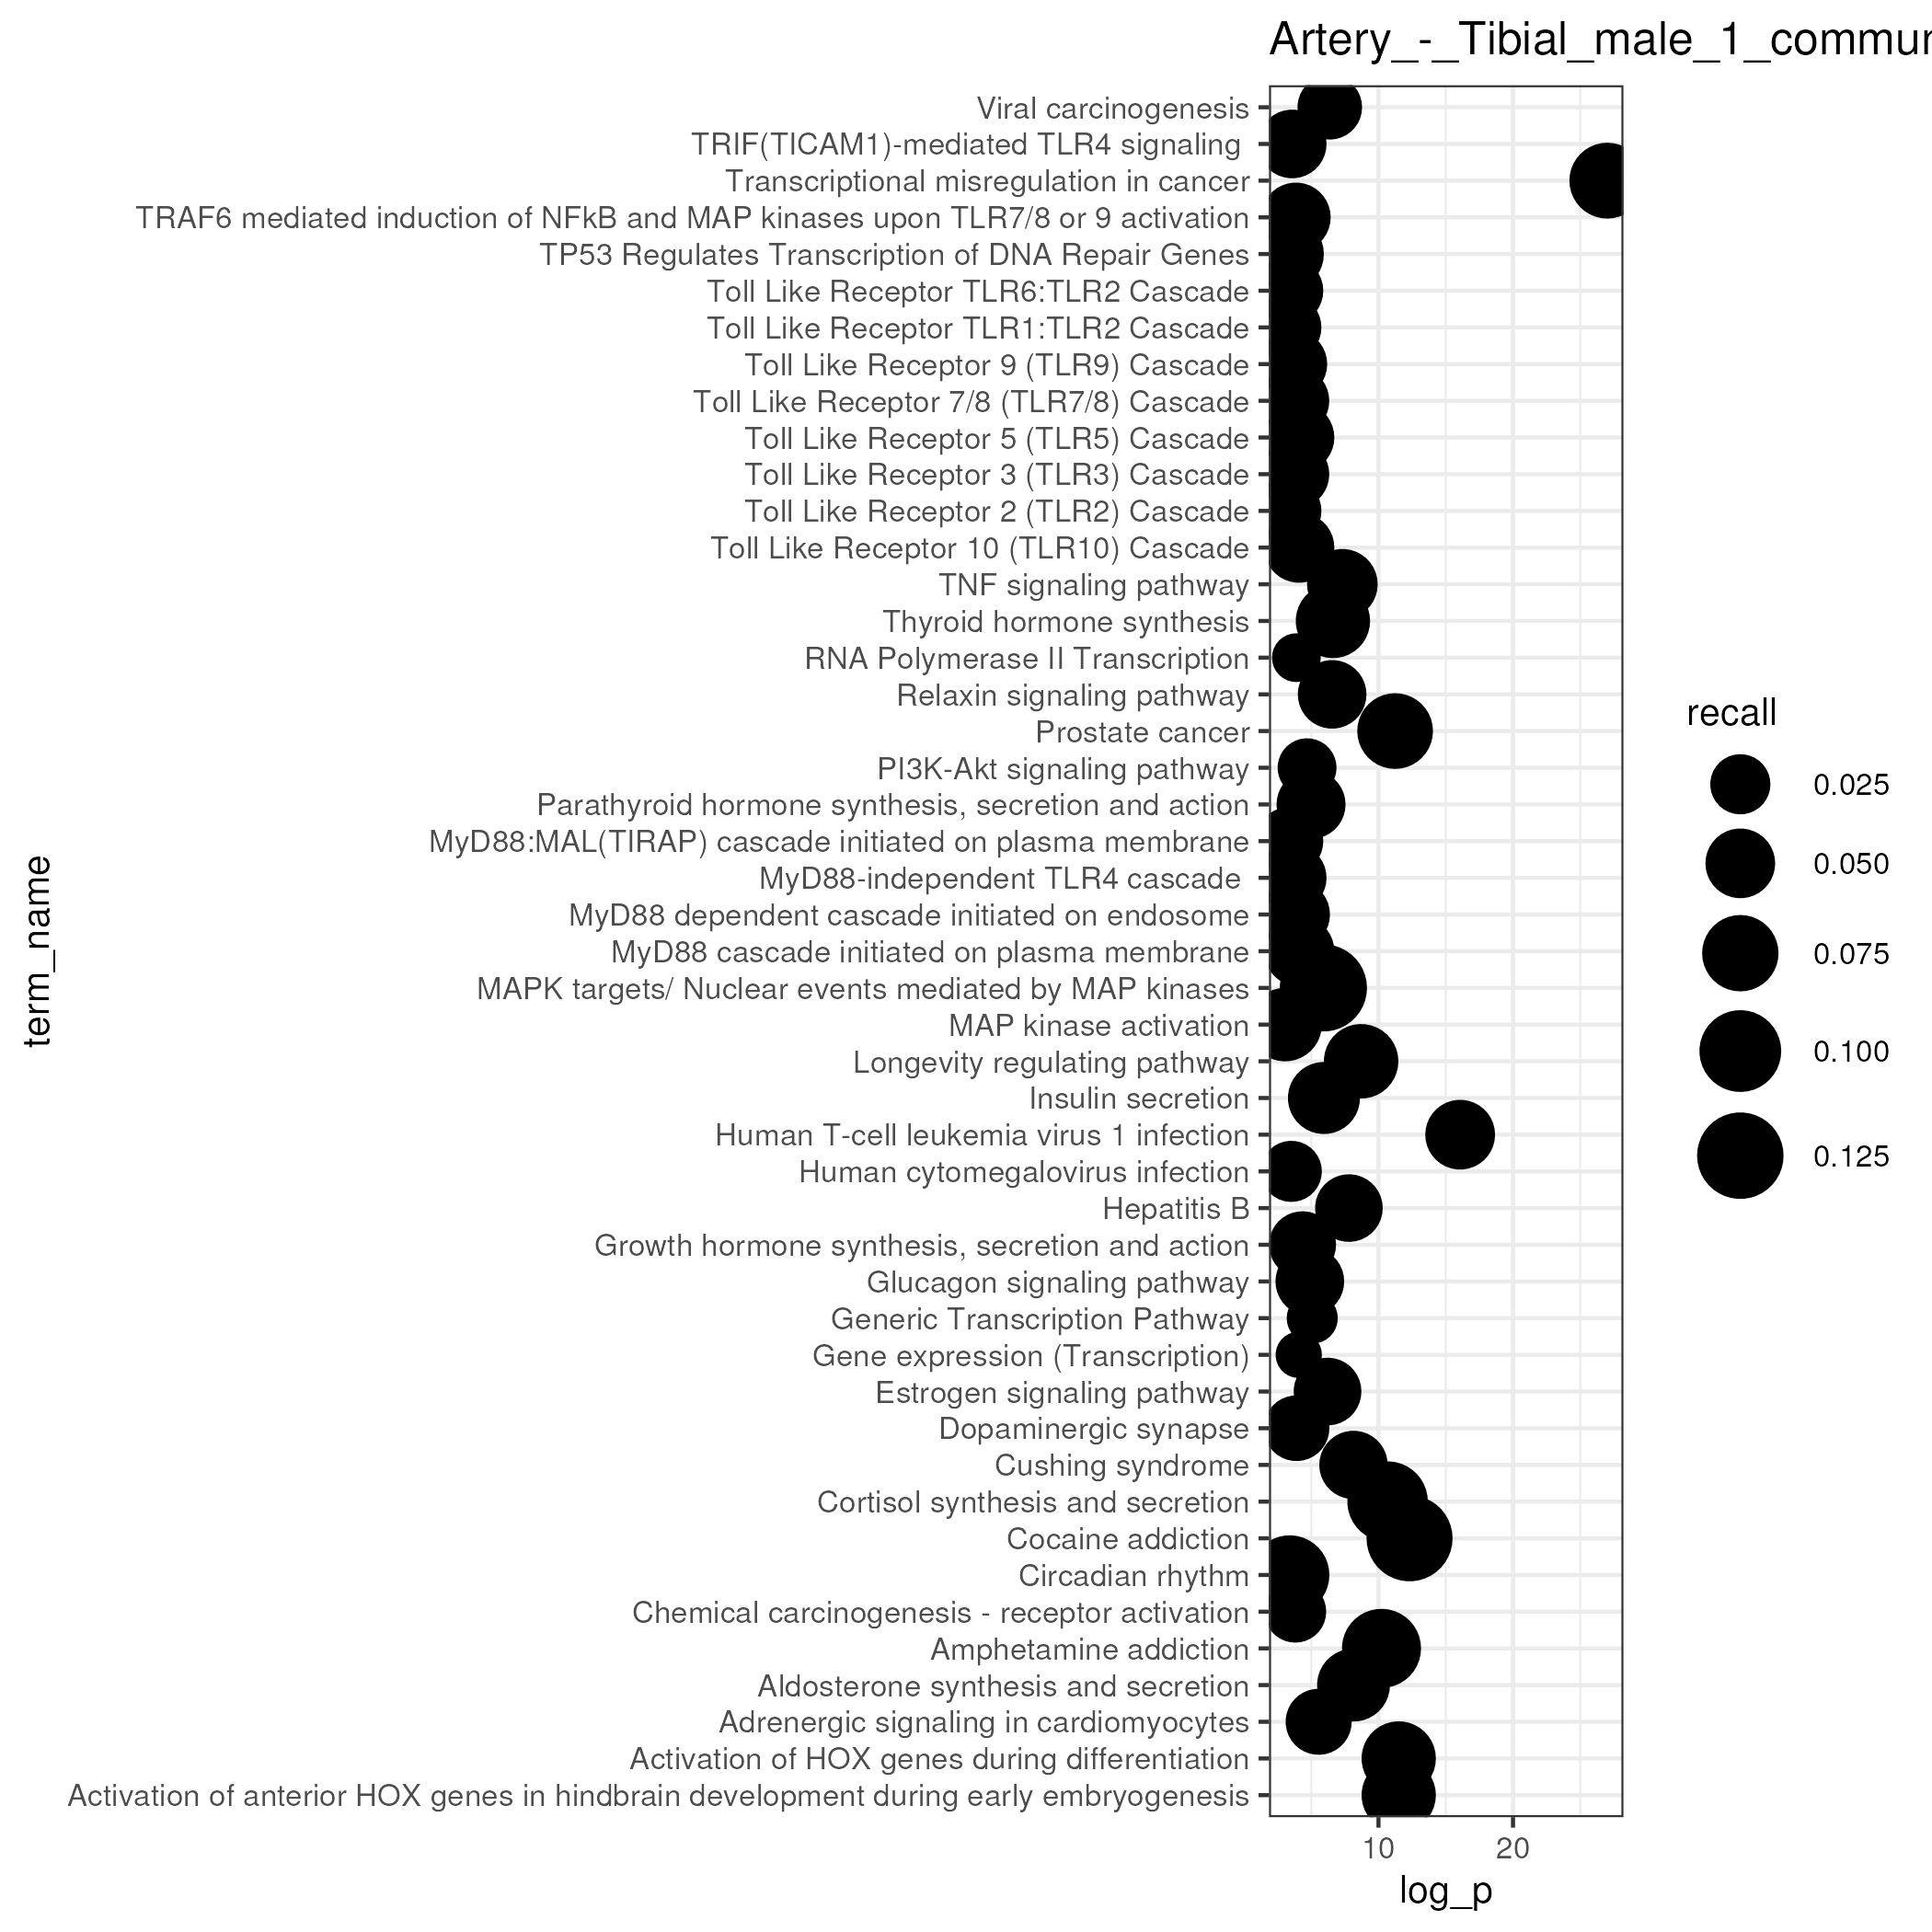 Artery_-_Tibial_male_1_commun
Viral carcinogenesis
TRIF(TICAM1)-mediated TLR4 signaling
Transcriptional misregulation in cancer
TRAF6 mediated induction of NFkB and MAP kinases upon TLR7/8 or 9 activation
TP53 Regulates Transcription of DNA Repair Genes
Toll Like Receptor TLR6:TLR2 Cascade
Toll Like Receptor TLR1:TLR2 Cascade
Toll Like Receptor 9 (TLR9) Cascade
Toll Like Receptor 7/8 (TLR7/8) Cascade
Toll Like Receptor 5 (TLR5) Cascade
Toll Like Receptor 3 (TLR3) Cascade
Toll Like Receptor 2 (TLR2) Cascade
Toll Like Receptor 10 (TLR10) Cascade
TNF signaling pathway
Thyroid hormone synthesis
RNA Polymerase II Transcription
Relaxin signaling pathway
Prostate cancer
PI3K-Akt signaling pathway
Parathyroid hormone synthesis, secretion and action
MyD88:MAL(TIRAP) cascade initiated on plasma membrane
MyD88-independent TLR4 cascade
MyD88 dependent cascade initiated on endosome
MyD88 cascade initiated on plasma membrane
MAPK targets/ Nuclear events mediated by MAP kinases
MAP kinase activation
Longevity regulating pathway
Insulin secretion
Human T-cell leukemia virus 1 infection
Human cytomegalovirus infection
Hepatitis B
Growth hormone synthesis, secretion and action
Glucagon signaling pathway
Generic Transcription Pathway
Gene expression (Transcription)
Estrogen signaling pathway
Dopaminergic synapse
Cushing syndrome
Cortisol synthesis and secretion
Cocaine addiction
Circadian rhythm
Chemical carcinogenesis - receptor activation
Amphetamine addiction
Aldosterone synthesis and secretion
Adrenergic signaling in cardiomyocytes
Activation of HOX genes during differentiation
Activation of anterior HOX genes in hindbrain development during early embryogenesis
term_name
10
20
log_p
recall
0.025
0.050
0.075
0.100
0.125